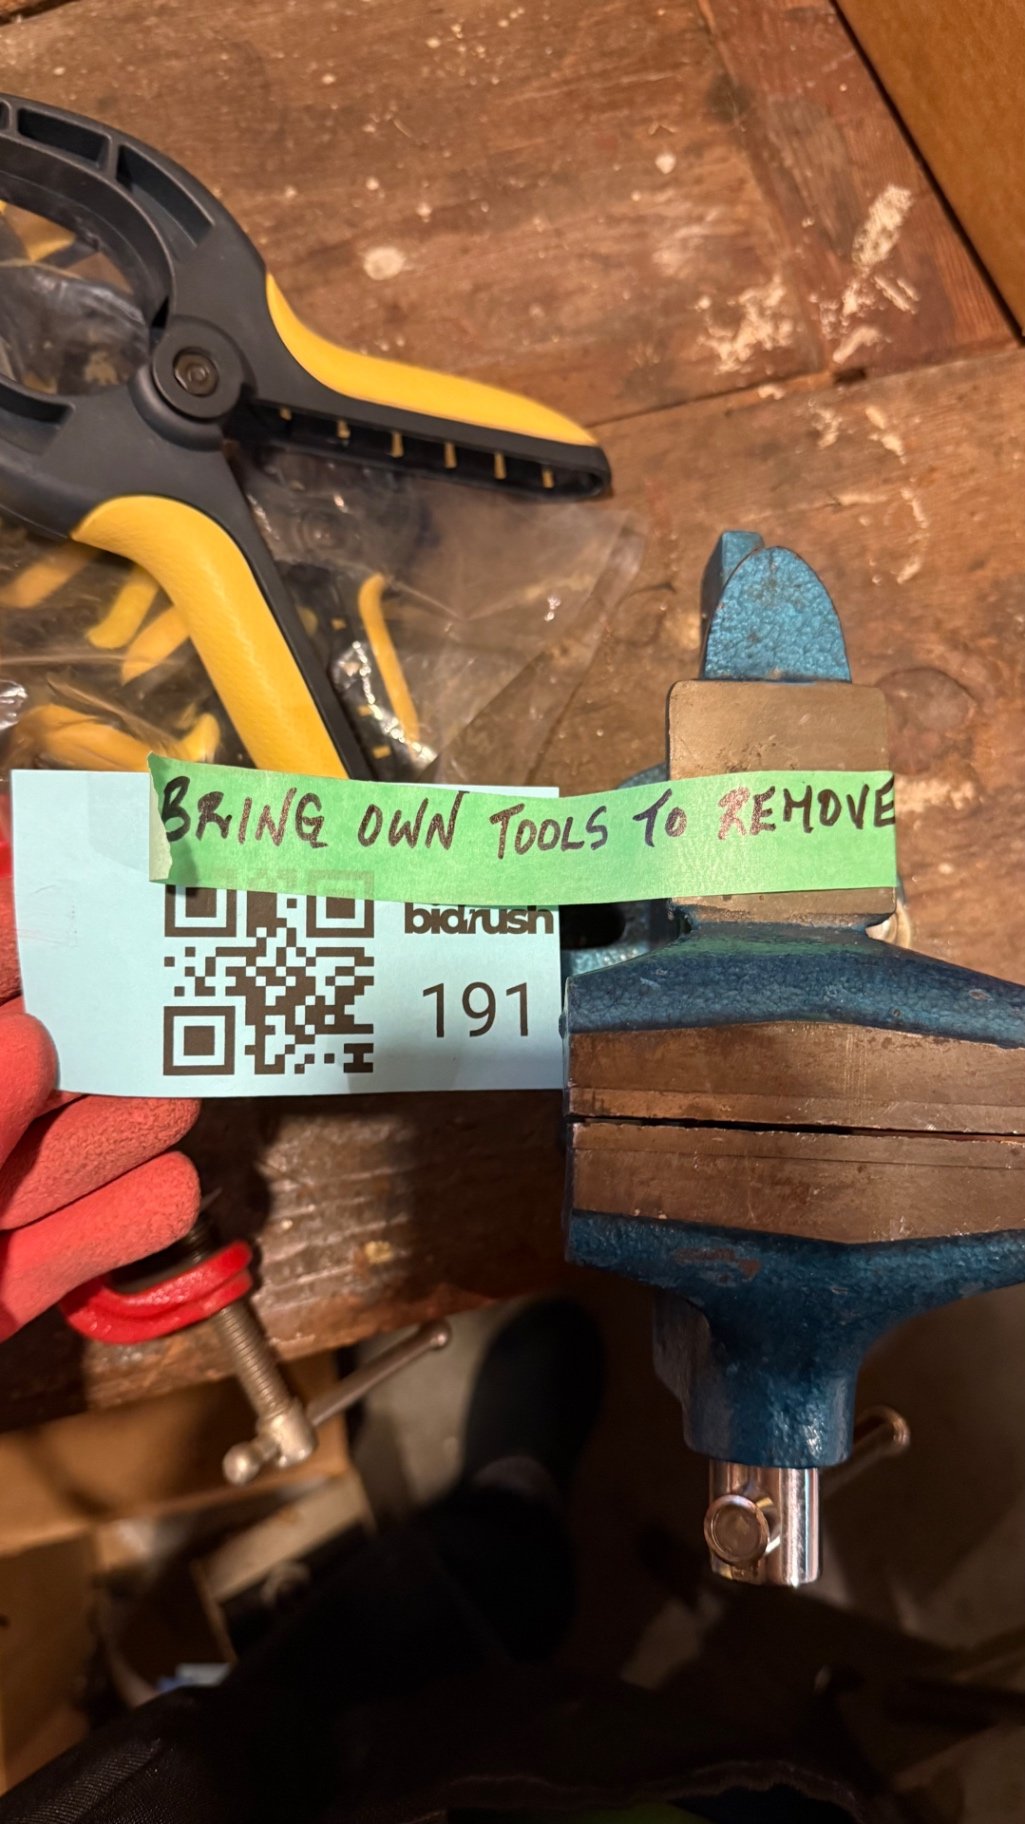 BRING OWN TOOLS TO REMOVE
bidrush
191